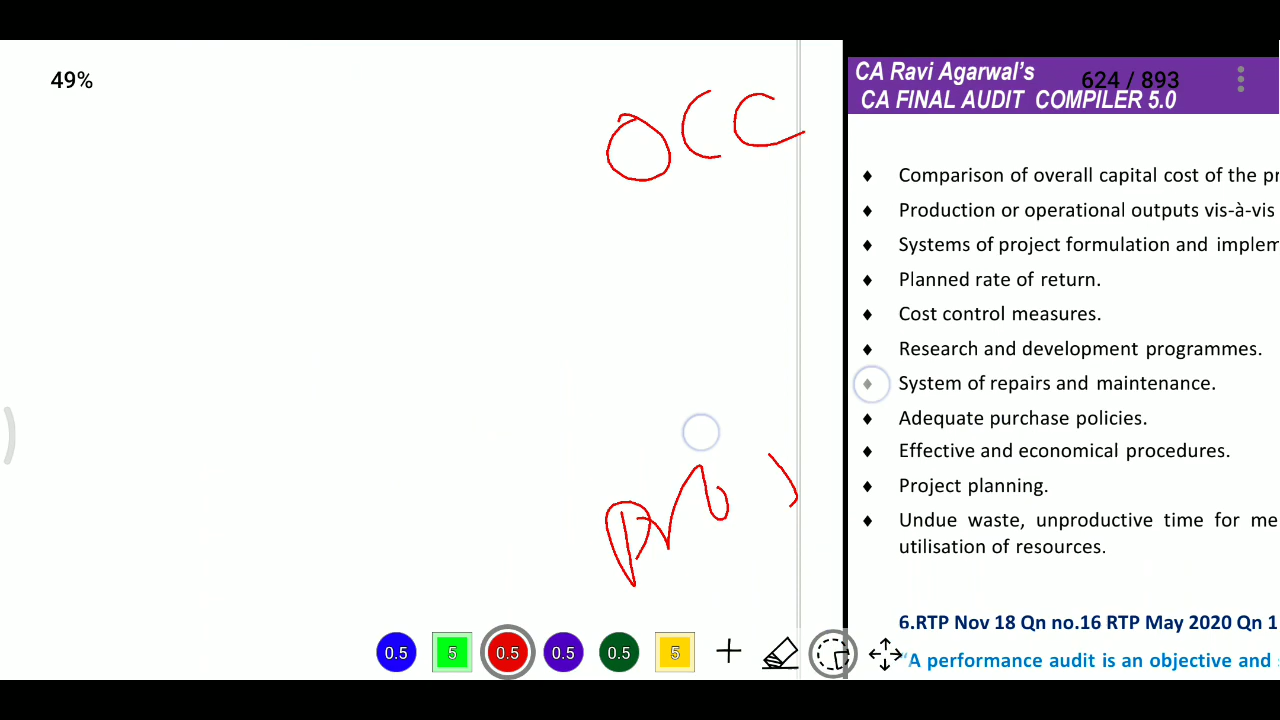 49%
OCC
Pro
CA Ravi Agarwal's
624 / 893
CA FINAL AUDIT COMPILER 5.0
♦ Comparison of overall capital cost of the pr
♦ Production or operational outputs vis-à-vis
♦ Systems of project formulation and implem
♦ Planned rate of return.
♦ Cost control measures.
♦ Research and development programmes.
♦ System of repairs and maintenance.
♦ Adequate purchase policies.
♦ Effective and economical procedures.
♦ Project planning.
♦ Undue waste, unproductive time for me
utilisation of resources.
6.RTP Nov 18 Qn no.16 RTP May 2020 Qn 1
"A performance audit is an objective and s
0.5 5 0.5 0.5 0.5 5